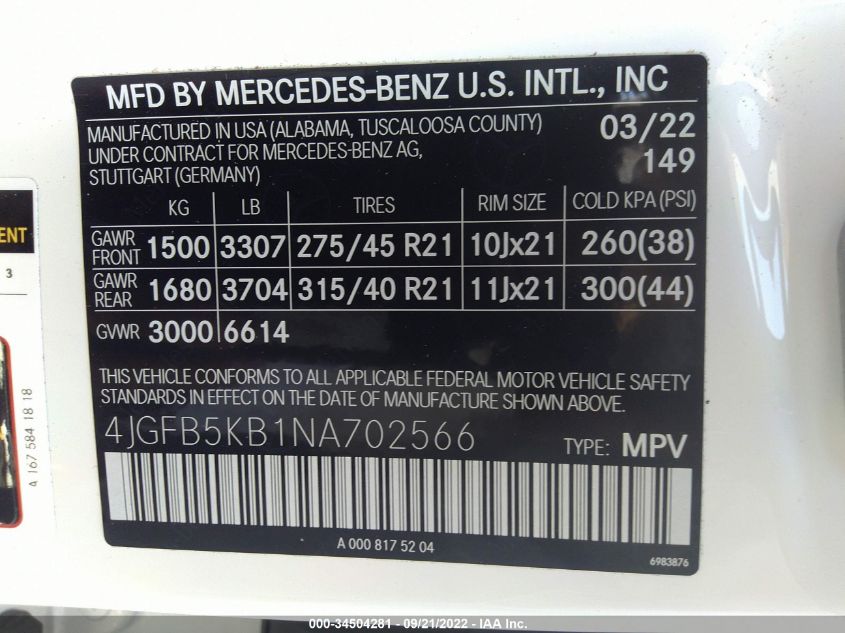 MFD BY MERCEDES-BENZ U.S. INTL., INC
MANUFACTURED IN USA (ALABAMA, TUSCALOOSA COUNTY) 03/22
UNDER CONTRACT FOR MERCEDES-BENZ AG, 149
STUTTGART (GERMANY)
KG LB TIRES RIM SIZE COLD KPA (PSI)
GAWR FRONT 1500 3307 275/45 R21 10Jx21 260(38)
GAWR REAR 1680 3704 315/40 R21 11Jx21 300(44)
GVWR 3000 6614
THIS VEHICLE CONFORMS TO ALL APPLICABLE FEDERAL MOTOR VEHICLE SAFETY
STANDARDS IN EFFECT ON THE DATE OF MANUFACTURE SHOWN ABOVE.
4JGFB5KB1NA702566 TYPE: MPV
A 000 817 52 04
6983876
3
A 167 584 18 18
000-34504281 - 09/21/2022 - IAA Inc.